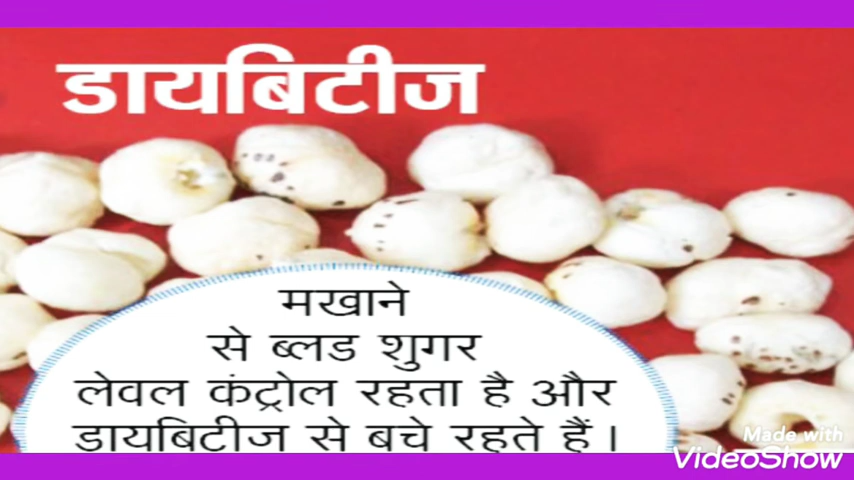 डायबिटीज
मखाने
से ब्लड शुगर
लेवल कंट्रोल रहता है और
डायबिटीज से बचे रहते हैं।
Made with
VideoShow